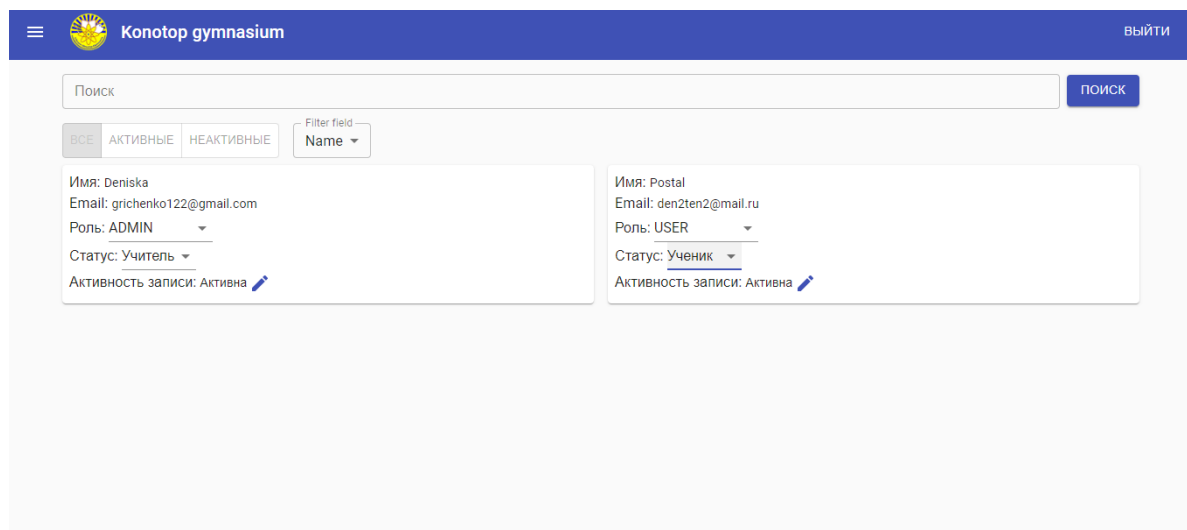 Konotop gymnasium ВЫЙТИ
Поиск ПОИСК
ВСЕ АКТИВНЫЕ НЕАКТИВНЫЕ Filter field Name
Имя: Deniska
Email: grichenko122@gmail.com
Роль: ADMIN
Статус: Учитель
Активность записи: Активна
Имя: Postal
Email: den2ten2@mail.ru
Роль: USER
Статус: Ученик
Активность записи: Активна